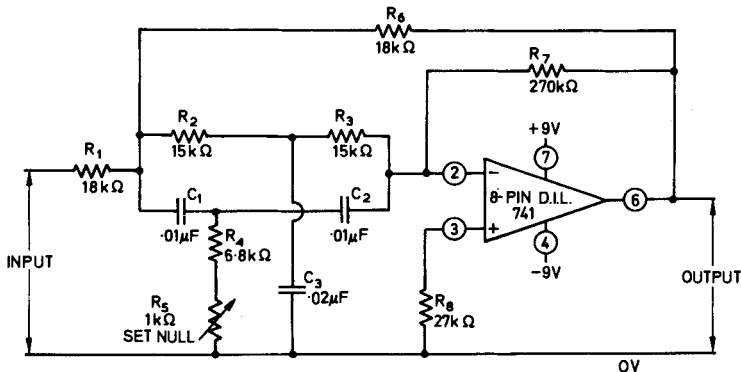 R6
18kΩ
R7
270kΩ
R2
15kΩ
R3
15kΩ
+9V
7
R1
18kΩ
2
−
8-PIN D.I.L.
741
6
C1
.01µF
C2
.01µF
3
+
4
−9V
R4
6.8kΩ
INPUT
C3
.02µF
OUTPUT
R5
1kΩ
SET NULL
R8
27kΩ
0V